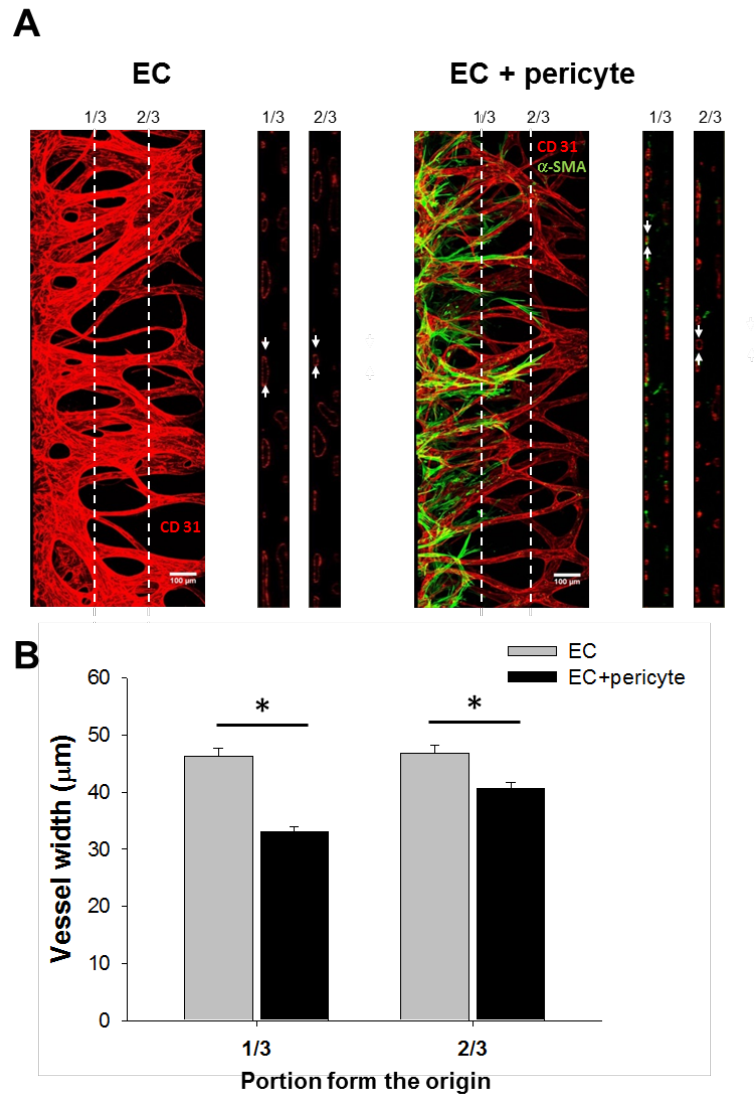 A
EC
EC + pericyte
1/3 2/3 1/3 2/3 1/3 2/3 1/3 2/3
CD 31
α-SMA
CD 31
100 μm
100 μm
B
EC
EC+pericyte
60
50
40
30
20
10
0
* *
Vessel width (μm)
1/3 2/3
Portion form the origin